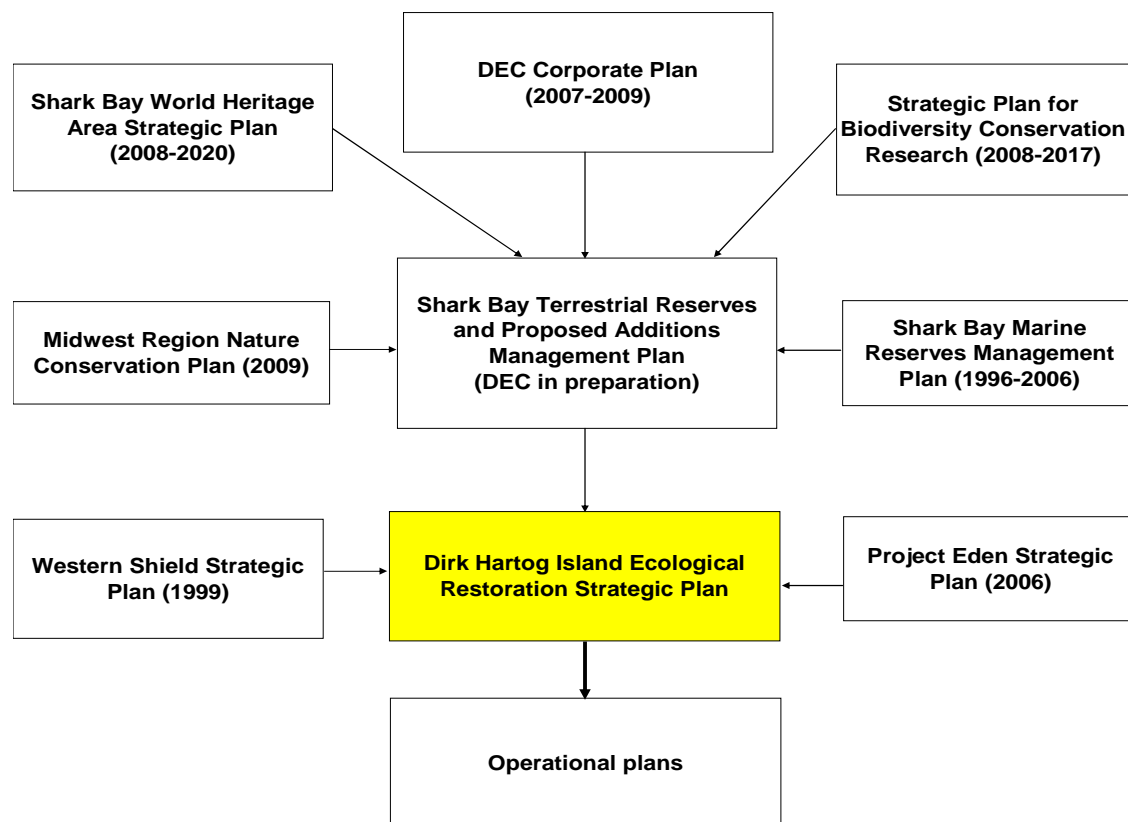 DEC Corporate Plan
(2007-2009)
Shark Bay World Heritage
Area Strategic Plan
(2008-2020)
Strategic Plan for
Biodiversity Conservation
Research (2008-2017)
Shark Bay Terrestrial Reserves
and Proposed Additions
Management Plan
(DEC in preparation)
Midwest Region Nature
Conservation Plan (2009)
Shark Bay Marine
Reserves Management
Plan (1996-2006)
Western Shield Strategic
Plan (1999)
Dirk Hartog Island Ecological
Restoration Strategic Plan
Project Eden Strategic
Plan (2006)
Operational plans